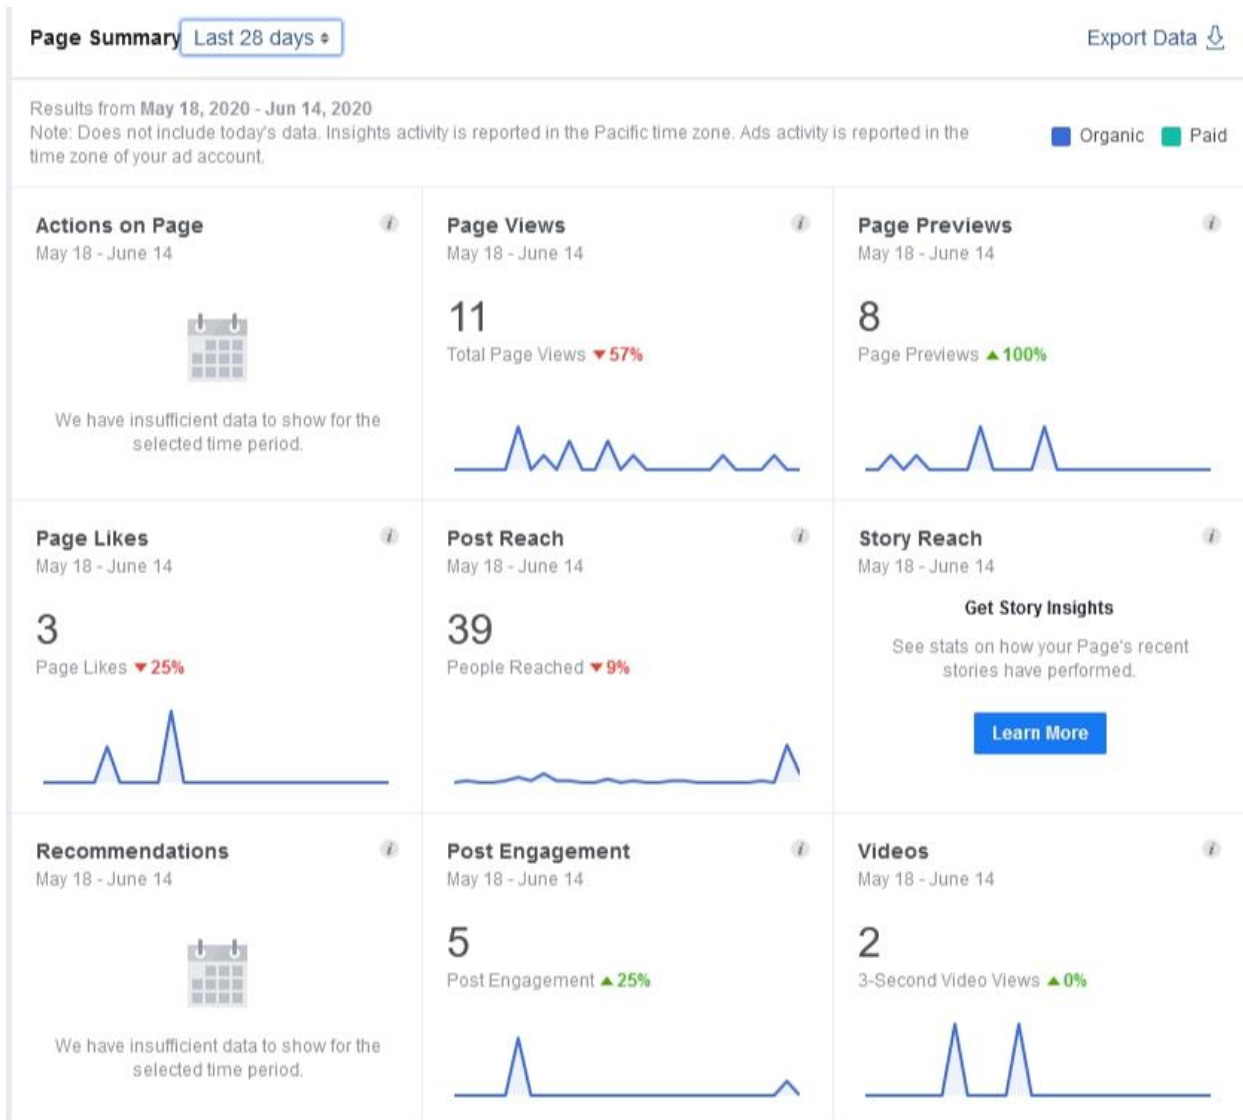 Page Summary Last 28 days
Export Data
Results from May 18, 2020 - Jun 14, 2020
Note: Does not include today's data. Insights activity is reported in the Pacific time zone. Ads activity is reported in the
time zone of your ad account.
Organic Paid
Actions on Page
May 18 - June 14
We have insufficient data to show for the
selected time period.
Page Views
May 18 - June 14
11
Total Page Views ▼57%
Page Previews
May 18 - June 14
8
Page Previews ▲100%
Page Likes
May 18 - June 14
3
Page Likes ▼25%
Post Reach
May 18 - June 14
39
People Reached ▼9%
Story Reach
May 18 - June 14
Get Story Insights
See stats on how your Page's recent
stories have performed.
Learn More
Recommendations
May 18 - June 14
We have insufficient data to show for the
selected time period.
Post Engagement
May 18 - June 14
5
Post Engagement ▲25%
Videos
May 18 - June 14
2
3-Second Video Views ▲0%